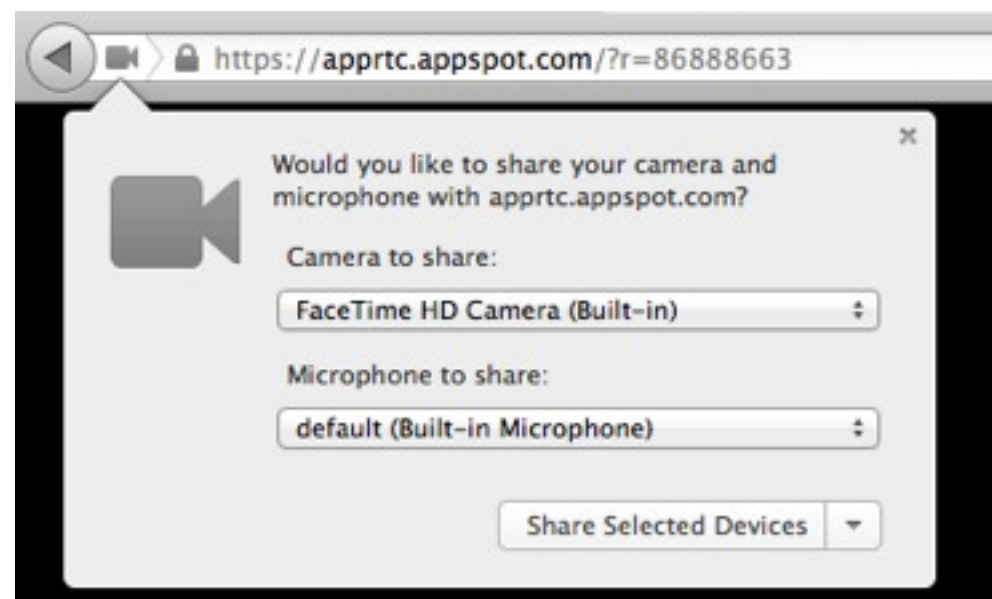 https://apprtc.appspot.com/?r=86888663
Would you like to share your camera and
microphone with apprtc.appspot.com?
Camera to share:
FaceTime HD Camera (Built-in)
Microphone to share:
default (Built-in Microphone)
Share Selected Devices